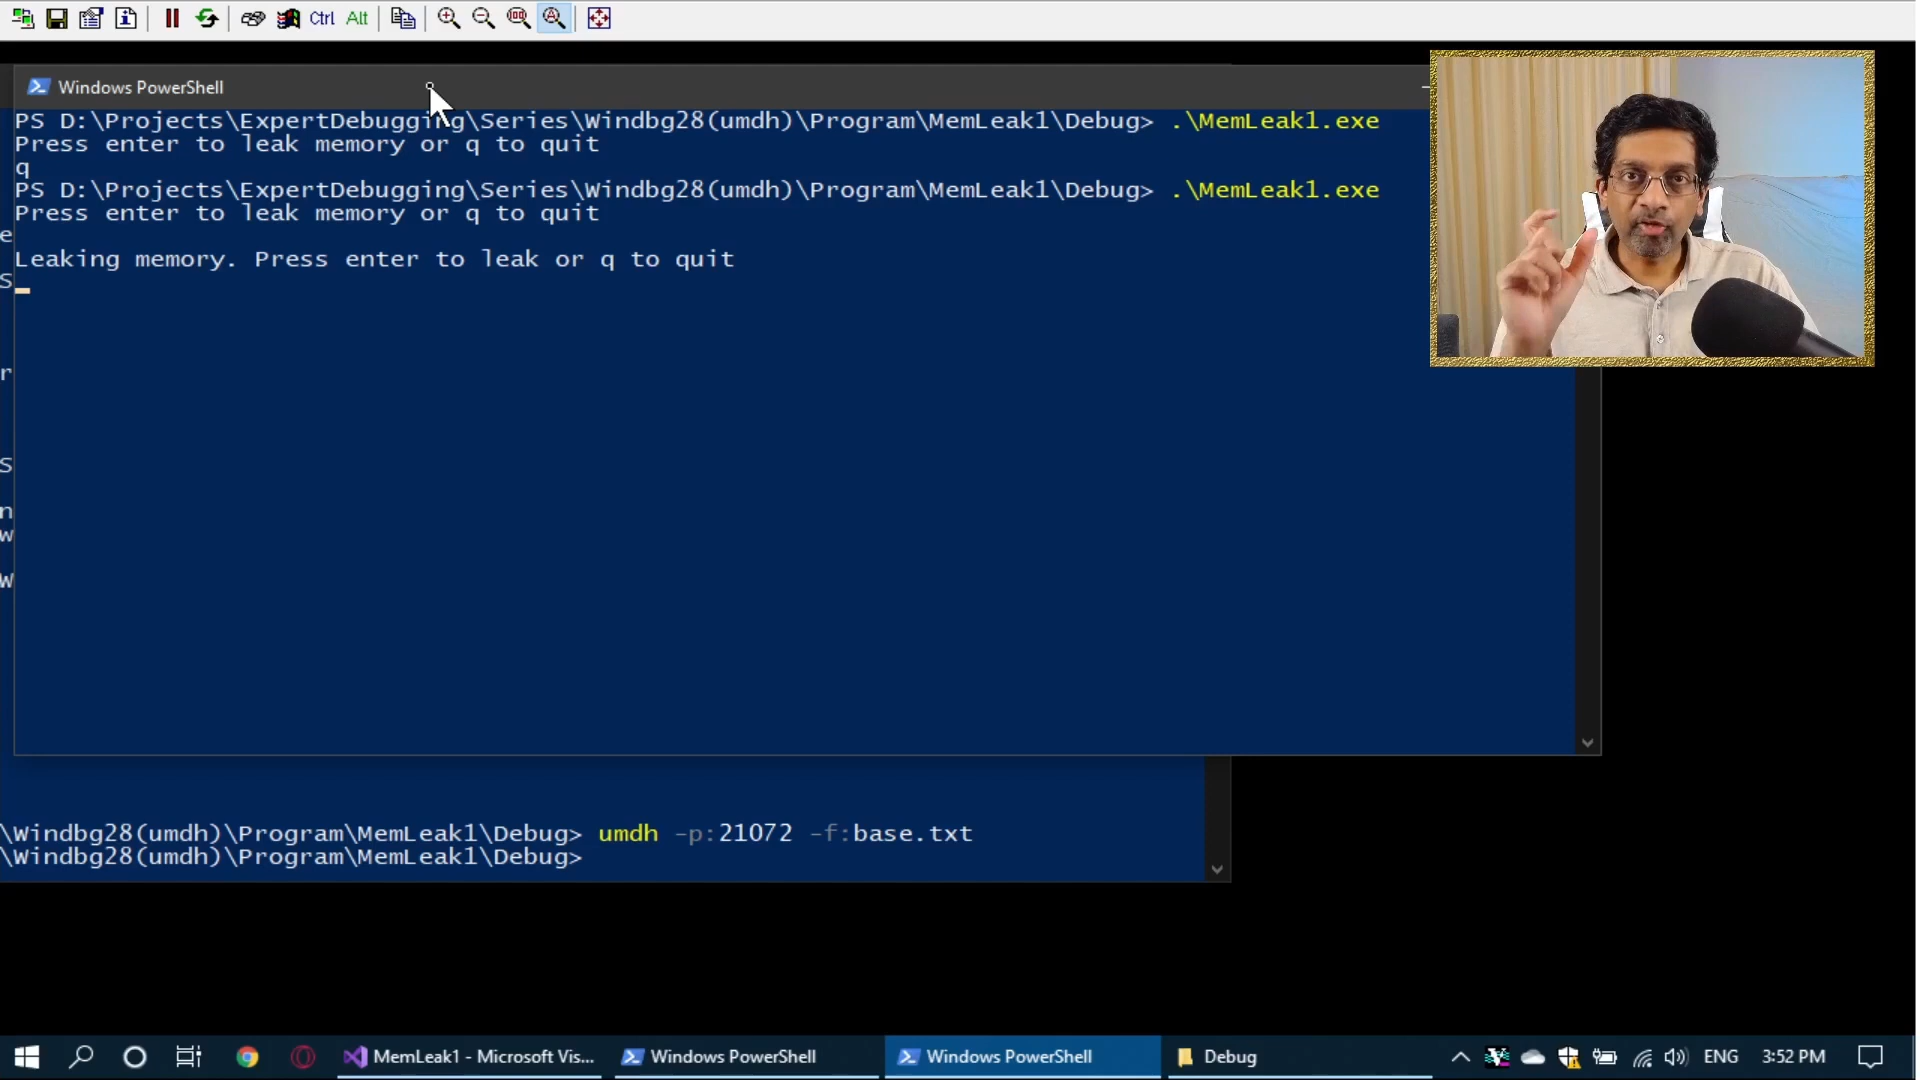 Ctrl Alt
Windows PowerShell
PS D:\Projects\ExpertDebugging\Series\Windbg28(umdh)\Program\MemLeak1\Debug> .\MemLeak1.exe
Press enter to leak memory or q to quit
q
PS D:\Projects\ExpertDebugging\Series\Windbg28(umdh)\Program\MemLeak1\Debug> .\MemLeak1.exe
Press enter to leak memory or q to quit
e
Leaking memory. Press enter to leak or q to quit
S
r
S
n
w
W
\Windbg28(umdh)\Program\MemLeak1\Debug> umdh -p:21072 -f:base.txt
\Windbg28(umdh)\Program\MemLeak1\Debug>
MemLeak1 - Microsoft Vis... Windows PowerShell Windows PowerShell Debug ENG 3:52 PM